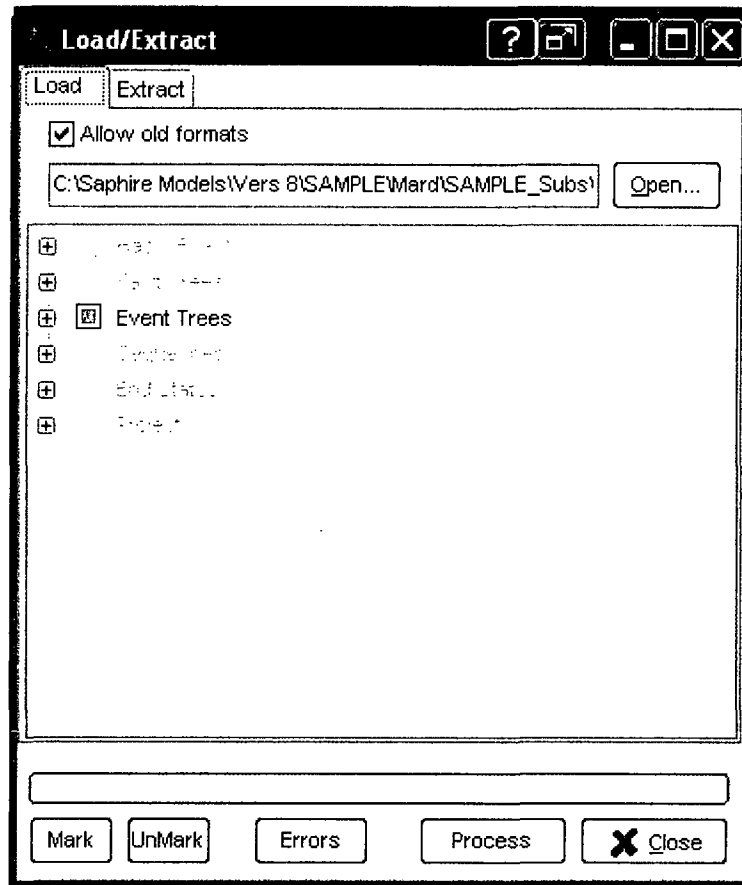 Load/Extract
Load
Extract
Allow old formats
C:\Saphire Models\Vers 8\SAMPLE\Mard\SAMPLE_Subs\
Open...
Event Trees
Project
Mark
UnMark
Errors
Process
Close